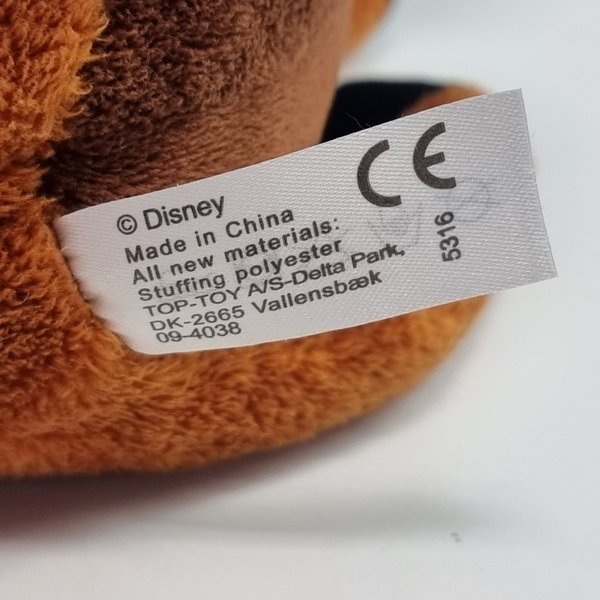 CE
© Disney
Made in China
All new materials:
Stuffing polyester
TOP-TOY A/S-Delta Park,
DK-2665 Vallensbæk
09-4038
5316